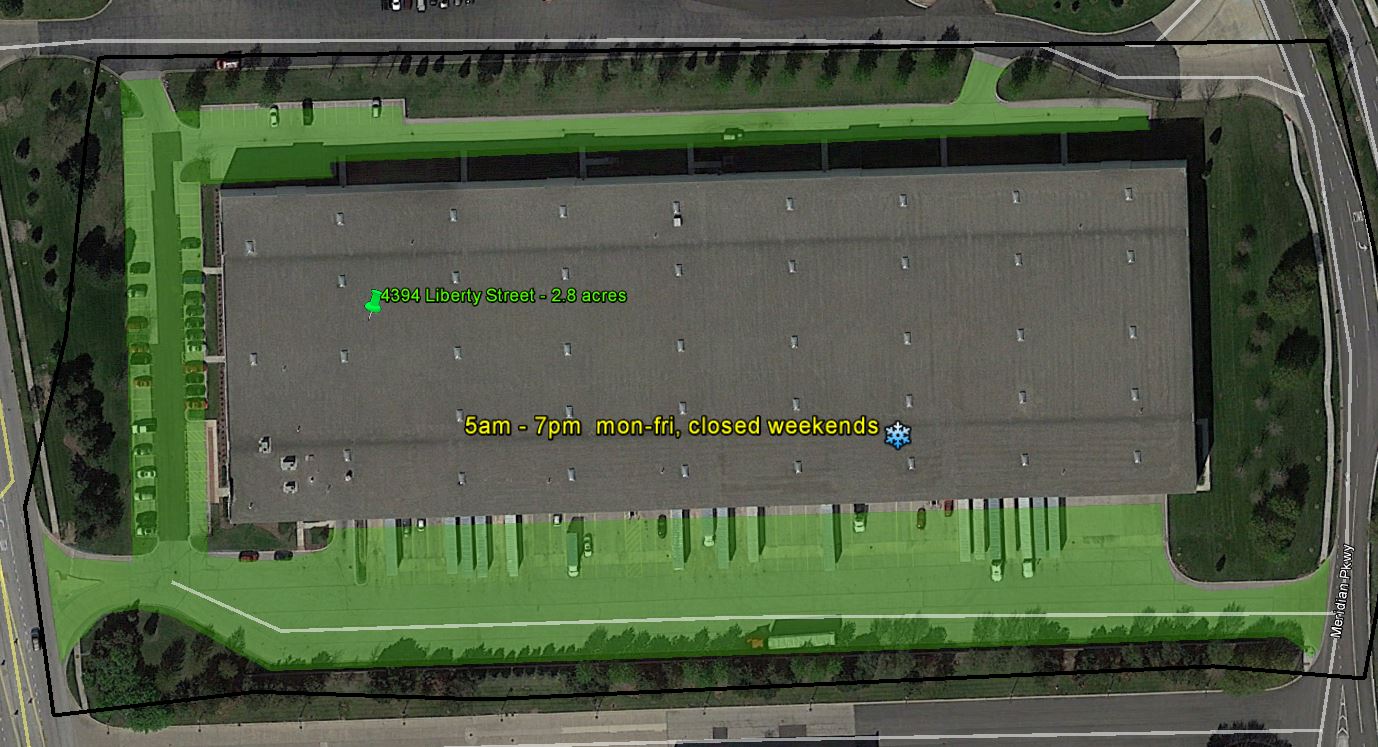 4394 Liberty Street - 2.8 acres
5am - 7pm  mon-fri, closed weekends
Meridian Pkwy